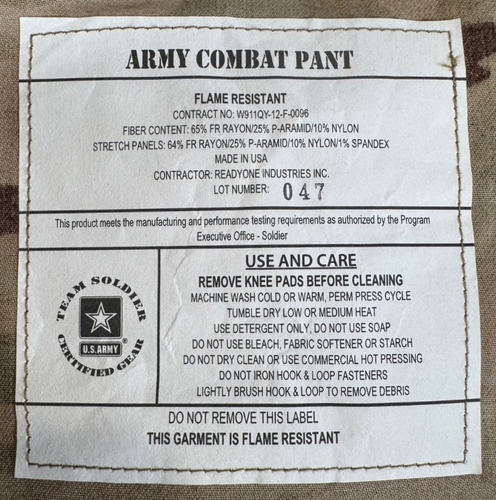 ARMY COMBAT PANT
FLAME RESISTANT
CONTRACT NO: W911QY-12-F-0096
FIBER CONTENT: 65% FR RAYON/25% P-ARAMID/10% NYLON
STRETCH PANELS: 64% FR RAYON/25% P-ARAMID/10% NYLON/1% SPANDEX
MADE IN USA
CONTRACTOR: READYONE INDUSTRIES INC.
LOT NUMBER: 047
This product meets the manufacturing and performance testing requirements as authorized by the Program
Executive Office - Soldier
TEAM SOLDIER
U.S.ARMY
®
CERTIFIED GEAR
USE AND CARE
REMOVE KNEE PADS BEFORE CLEANING
MACHINE WASH COLD OR WARM, PERM PRESS CYCLE
TUMBLE DRY LOW OR MEDIUM HEAT
USE DETERGENT ONLY, DO NOT USE SOAP
DO NOT USE BLEACH, FABRIC SOFTENER OR STARCH
DO NOT DRY CLEAN OR USE COMMERCIAL HOT PRESSING
DO NOT IRON HOOK & LOOP FASTENERS
LIGHTLY BRUSH HOOK & LOOP TO REMOVE DEBRIS
DO NOT REMOVE THIS LABEL
THIS GARMENT IS FLAME RESISTANT